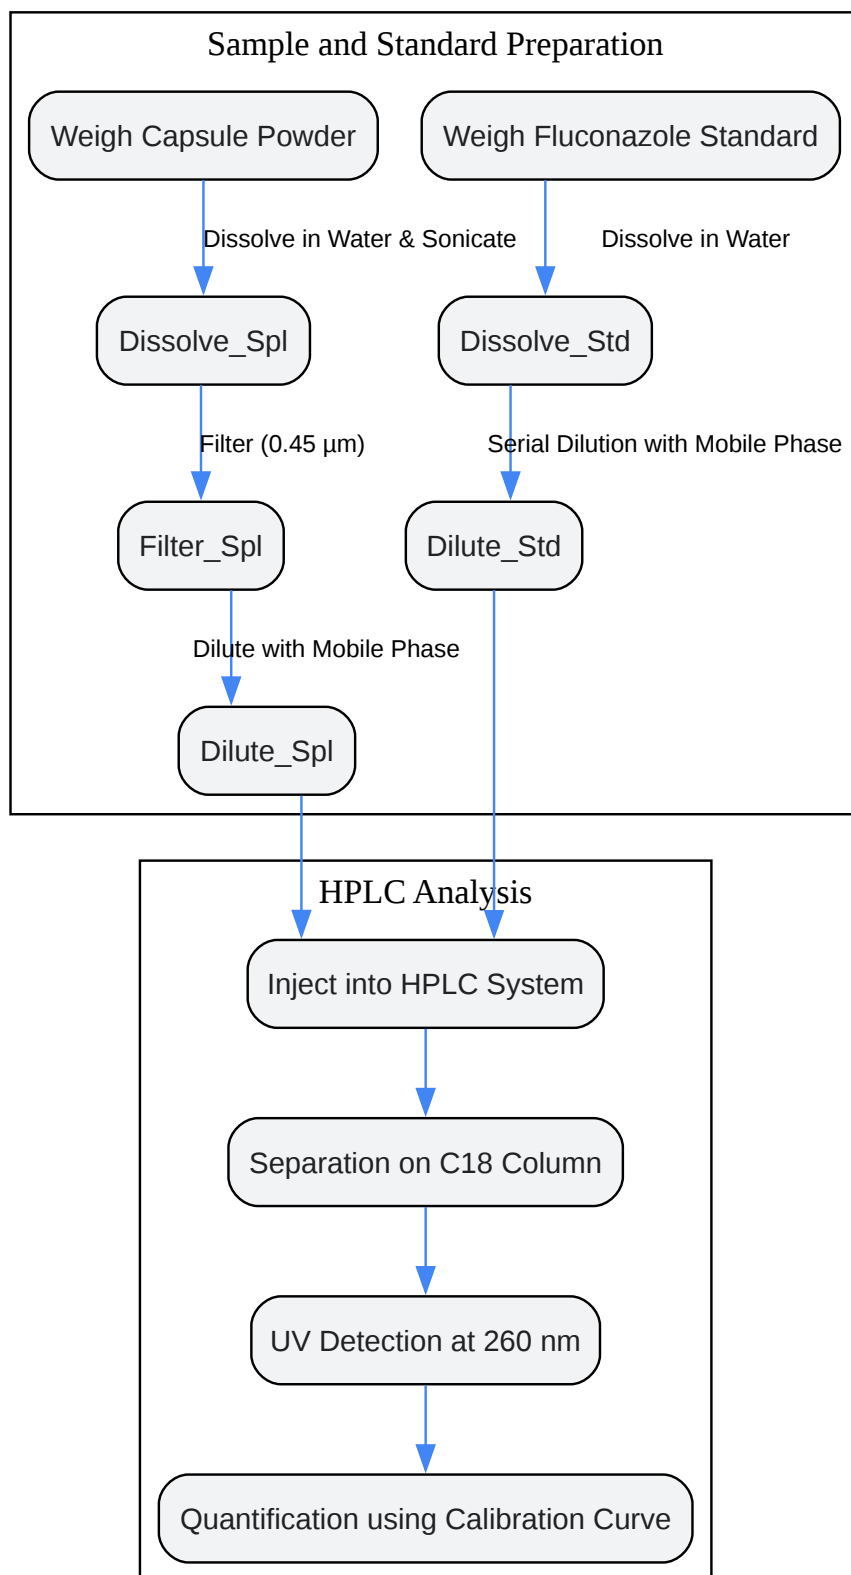 Sample and Standard Preparation
Weigh Capsule Powder
Weigh Fluconazole Standard
Dissolve in Water & Sonicate
Dissolve in Water
Dissolve_Spl
Dissolve_Std
Filter (0.45 µm)
Serial Dilution with Mobile Phase
Filter_Spl
Dilute_Std
Dilute with Mobile Phase
Dilute_Spl
HPLC Analysis
Inject into HPLC System
Separation on C18 Column
UV Detection at 260 nm
Quantification using Calibration Curve